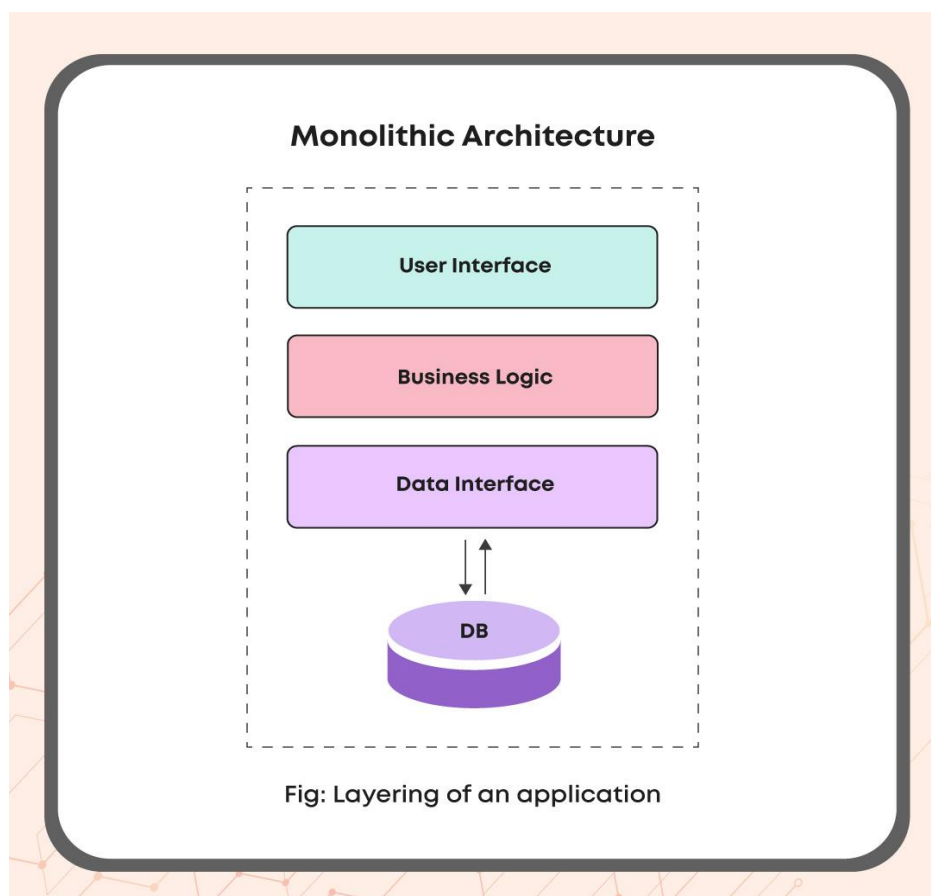 Monolithic Architecture
User Interface
Business Logic
Data Interface
DB
Fig: Layering of an application